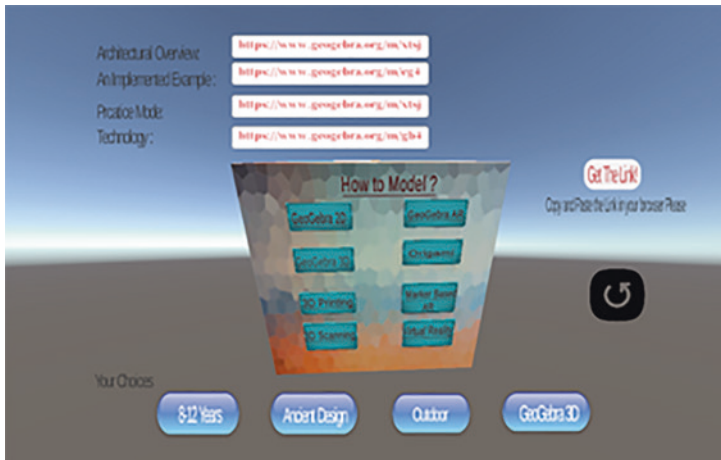 Architectural Overview:
https://www.geogebra.org/m/xtsj
An Implemented Example :
https://www.geogebra.org/m/eg4
Prcatice Mode:
https://www.geogebra.org/m/xtsj
Technology :
https://www.geogebra.org/m/gb4
How to Model ?
GeoGebra 2D
GeoGebra AR
GeoGebra 3D
Origami
3D Printing
Marker Based
AR
3D Scanning
Virtual Reality
Get The Link!
Copy and Paste the Link in your browser Please
Your Choices
8-12 Years
Ancient Design
Outdoor
GeoGebra 3D